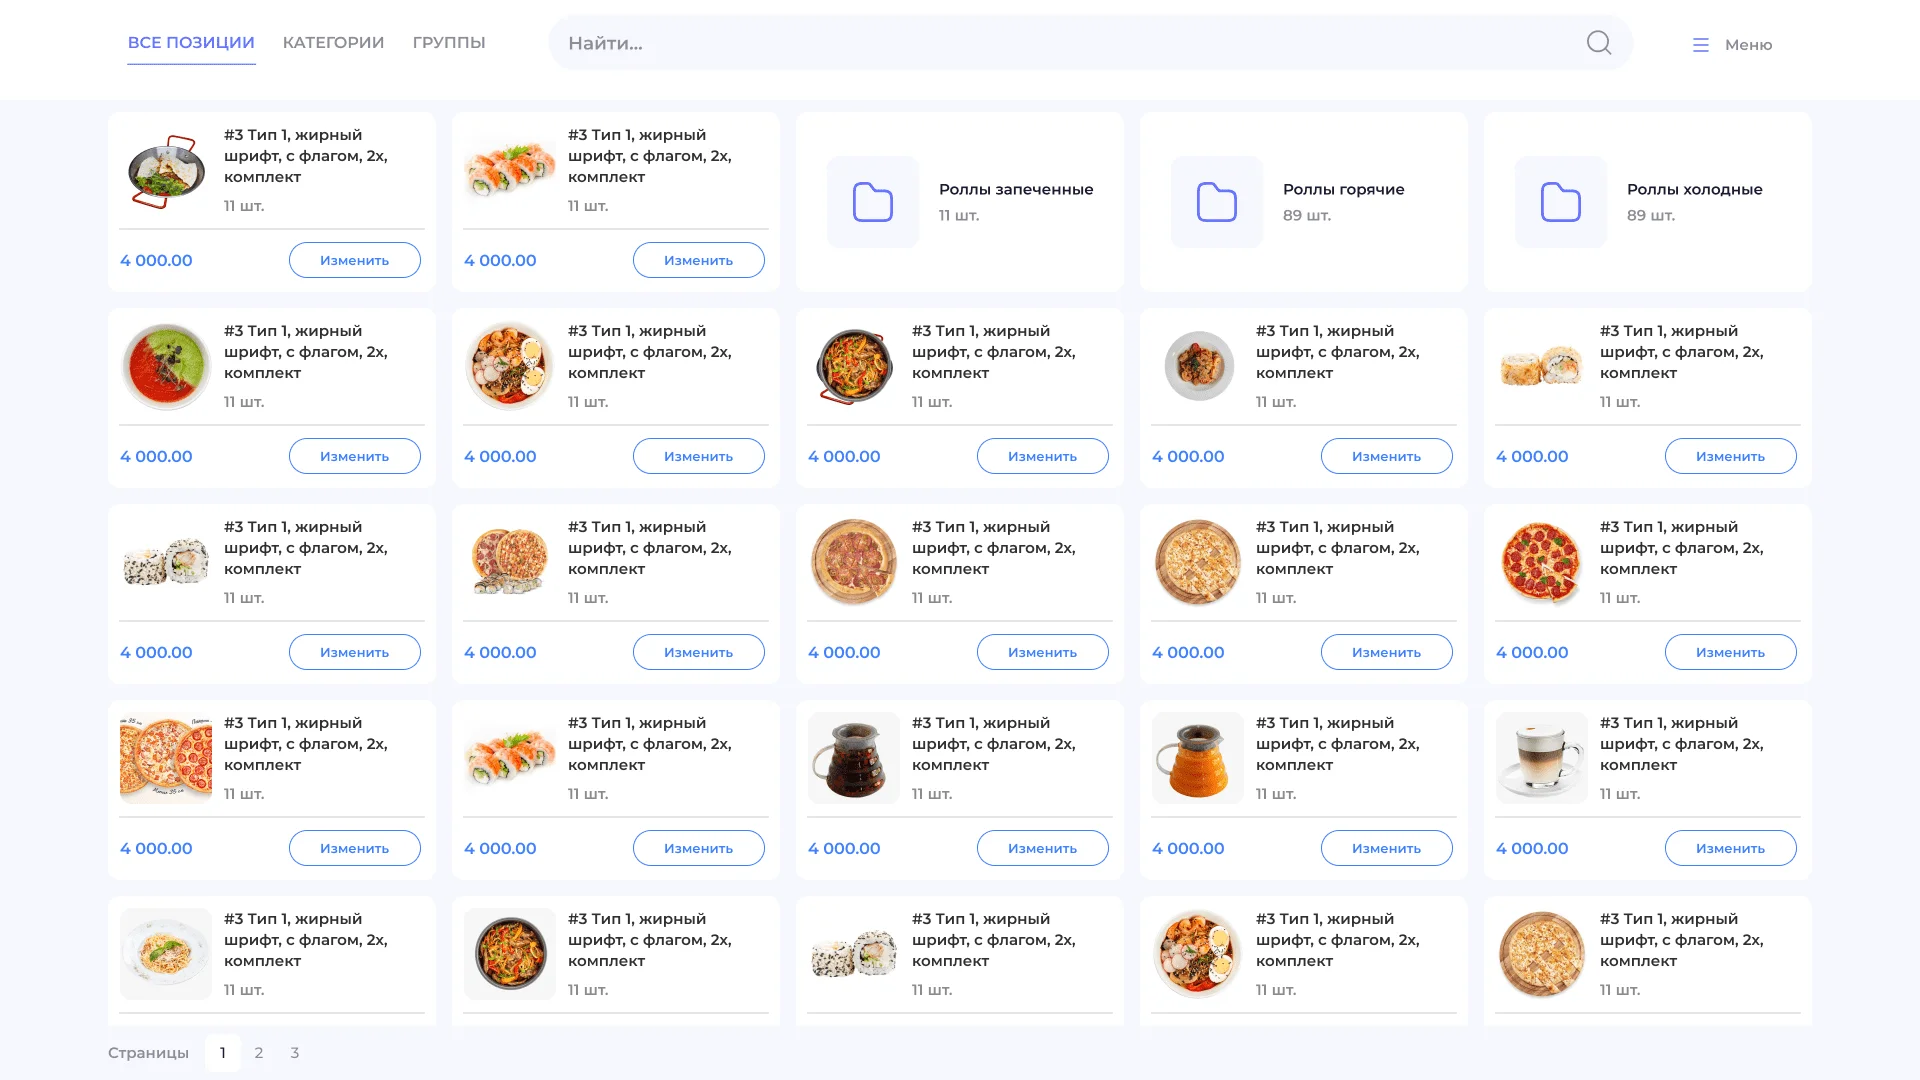 ВСЕ ПОЗИЦИИ КАТЕГОРИИ ГРУППЫ Найти... Меню
#3 Тип 1, жирный
шрифт, с флагом, 2х,
комплект
11 шт.
4 000.00 Изменить
#3 Тип 1, жирный
шрифт, с флагом, 2х,
комплект
11 шт.
4 000.00 Изменить
Роллы запеченные
11 шт.
Роллы горячие
89 шт.
Роллы холодные
89 шт.
#3 Тип 1, жирный
шрифт, с флагом, 2х,
комплект
11 шт.
4 000.00 Изменить
#3 Тип 1, жирный
шрифт, с флагом, 2х,
комплект
11 шт.
4 000.00 Изменить
#3 Тип 1, жирный
шрифт, с флагом, 2х,
комплект
11 шт.
4 000.00 Изменить
#3 Тип 1, жирный
шрифт, с флагом, 2х,
комплект
11 шт.
4 000.00 Изменить
#3 Тип 1, жирный
шрифт, с флагом, 2х,
комплект
11 шт.
4 000.00 Изменить
#3 Тип 1, жирный
шрифт, с флагом, 2х,
комплект
11 шт.
4 000.00 Изменить
#3 Тип 1, жирный
шрифт, с флагом, 2х,
комплект
11 шт.
4 000.00 Изменить
#3 Тип 1, жирный
шрифт, с флагом, 2х,
комплект
11 шт.
4 000.00 Изменить
#3 Тип 1, жирный
шрифт, с флагом, 2х,
комплект
11 шт.
4 000.00 Изменить
#3 Тип 1, жирный
шрифт, с флагом, 2х,
комплект
11 шт.
4 000.00 Изменить
35 см
35 см
#3 Тип 1, жирный
шрифт, с флагом, 2х,
комплект
11 шт.
4 000.00 Изменить
#3 Тип 1, жирный
шрифт, с флагом, 2х,
комплект
11 шт.
4 000.00 Изменить
#3 Тип 1, жирный
шрифт, с флагом, 2х,
комплект
11 шт.
4 000.00 Изменить
#3 Тип 1, жирный
шрифт, с флагом, 2х,
комплект
11 шт.
4 000.00 Изменить
#3 Тип 1, жирный
шрифт, с флагом, 2х,
комплект
11 шт.
4 000.00 Изменить
#3 Тип 1, жирный
шрифт, с флагом, 2х,
комплект
11 шт.
#3 Тип 1, жирный
шрифт, с флагом, 2х,
комплект
11 шт.
#3 Тип 1, жирный
шрифт, с флагом, 2х,
комплект
11 шт.
#3 Тип 1, жирный
шрифт, с флагом, 2х,
комплект
11 шт.
#3 Тип 1, жирный
шрифт, с флагом, 2х,
комплект
11 шт.
Страницы 1 2 3